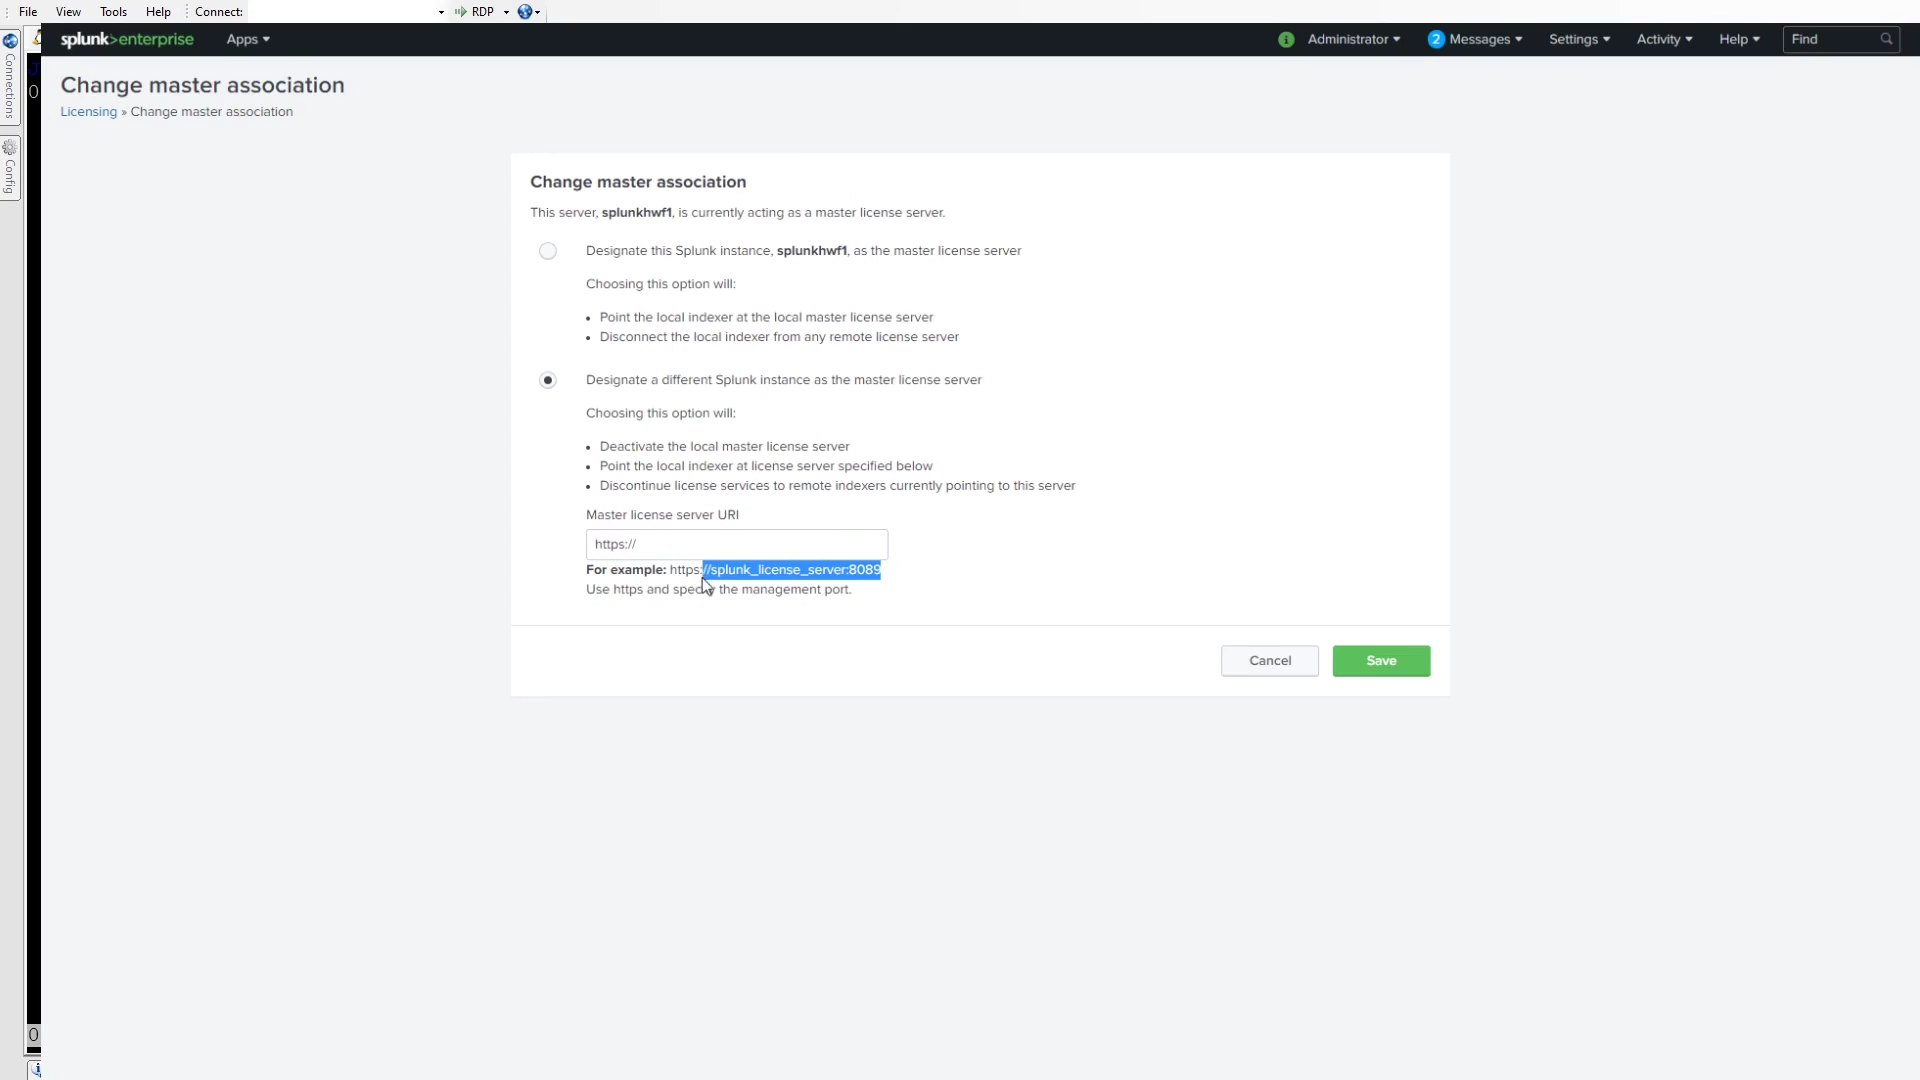 File View Tools Help Connect: RDP
splunk>enterprise Apps Administrator 2 Messages Settings Activity Help Find
Connections
Config
Change master association
Licensing » Change master association
Change master association
This server, splunkhwf1, is currently acting as a master license server.
Designate this Splunk instance, splunkhwf1, as the master license server
Choosing this option will:
• Point the local indexer at the local master license server
• Disconnect the local indexer from any remote license server
Designate a different Splunk instance as the master license server
Choosing this option will:
• Deactivate the local master license server
• Point the local indexer at license server specified below
• Discontinue license services to remote indexers currently pointing to this server
Master license server URI
https://
For example: https://splunk_license_server:8089
Use https and specify the management port.
Cancel Save